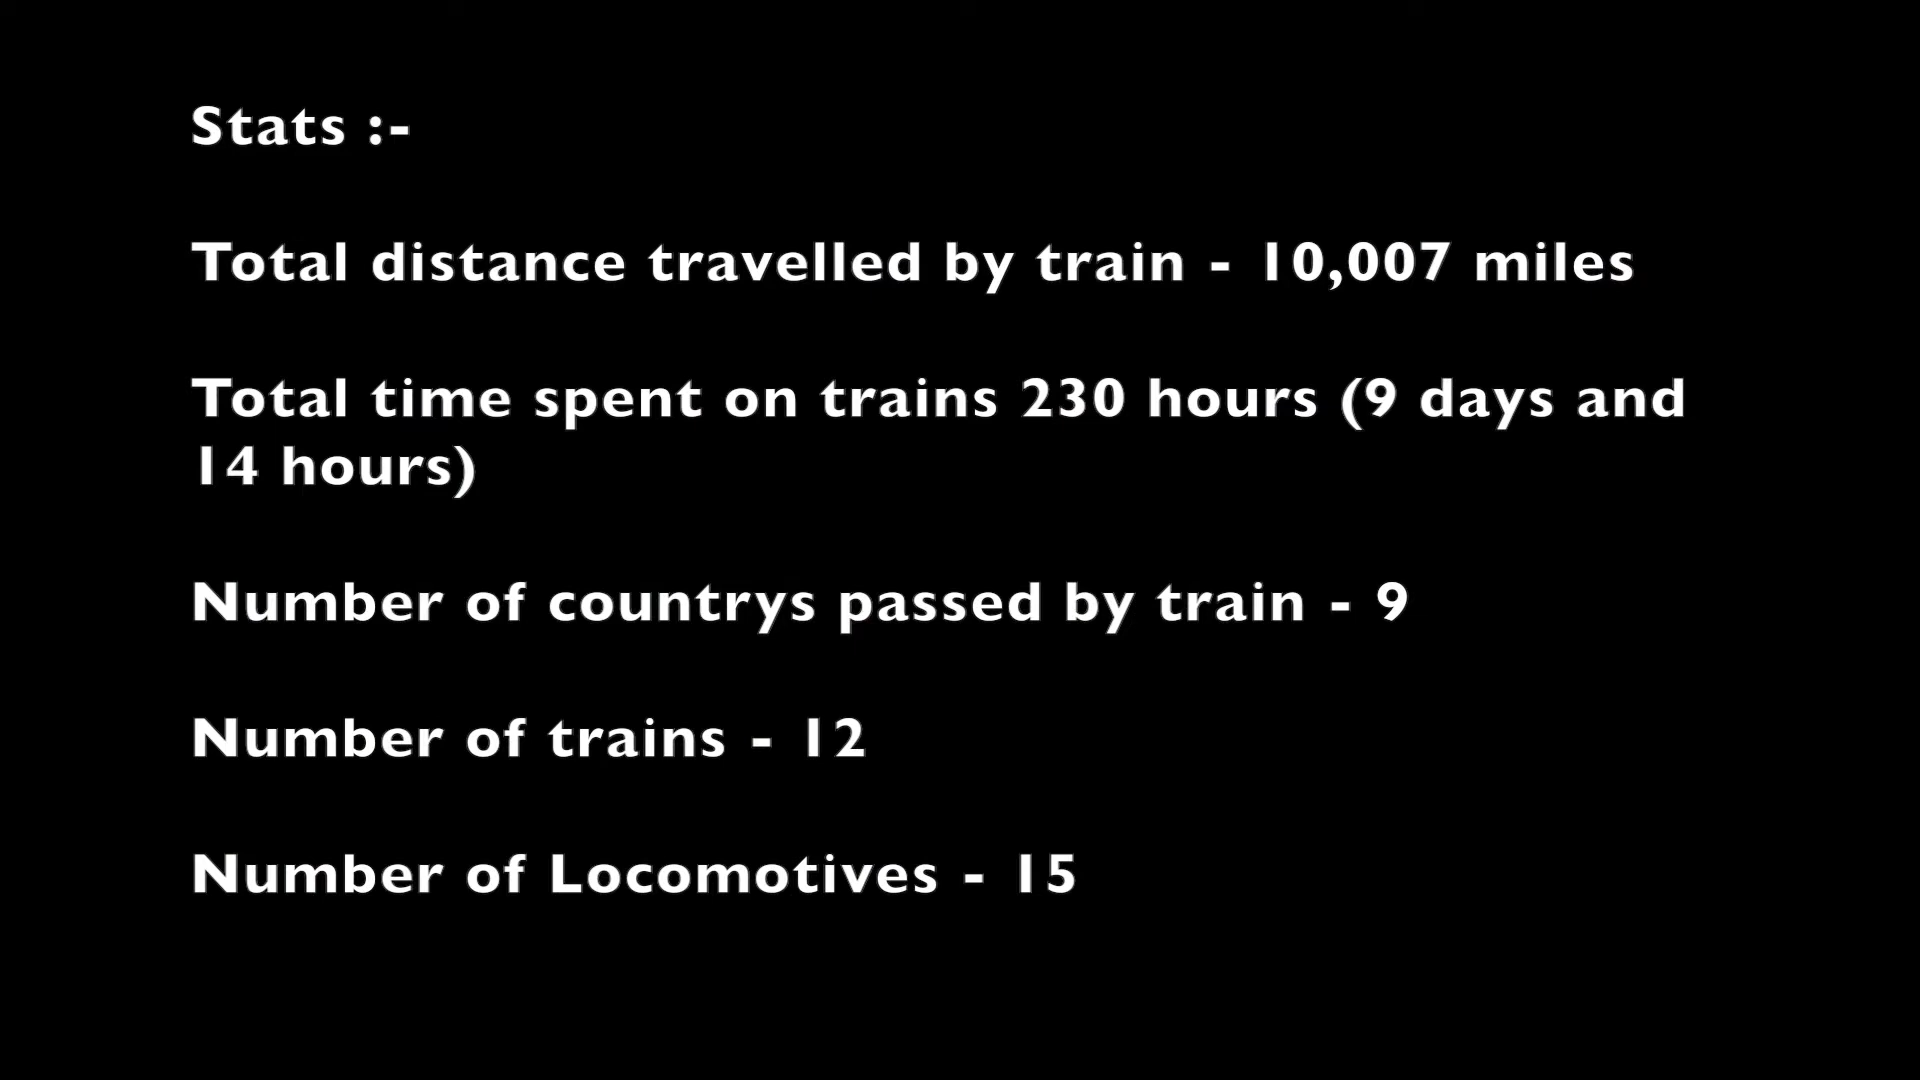 Stats :-
Total distance travelled by train - 10,007 miles
Total time spent on trains 230 hours (9 days and
14 hours)
Number of countrys passed by train - 9
Number of trains - 12
Number of Locomotives - 15